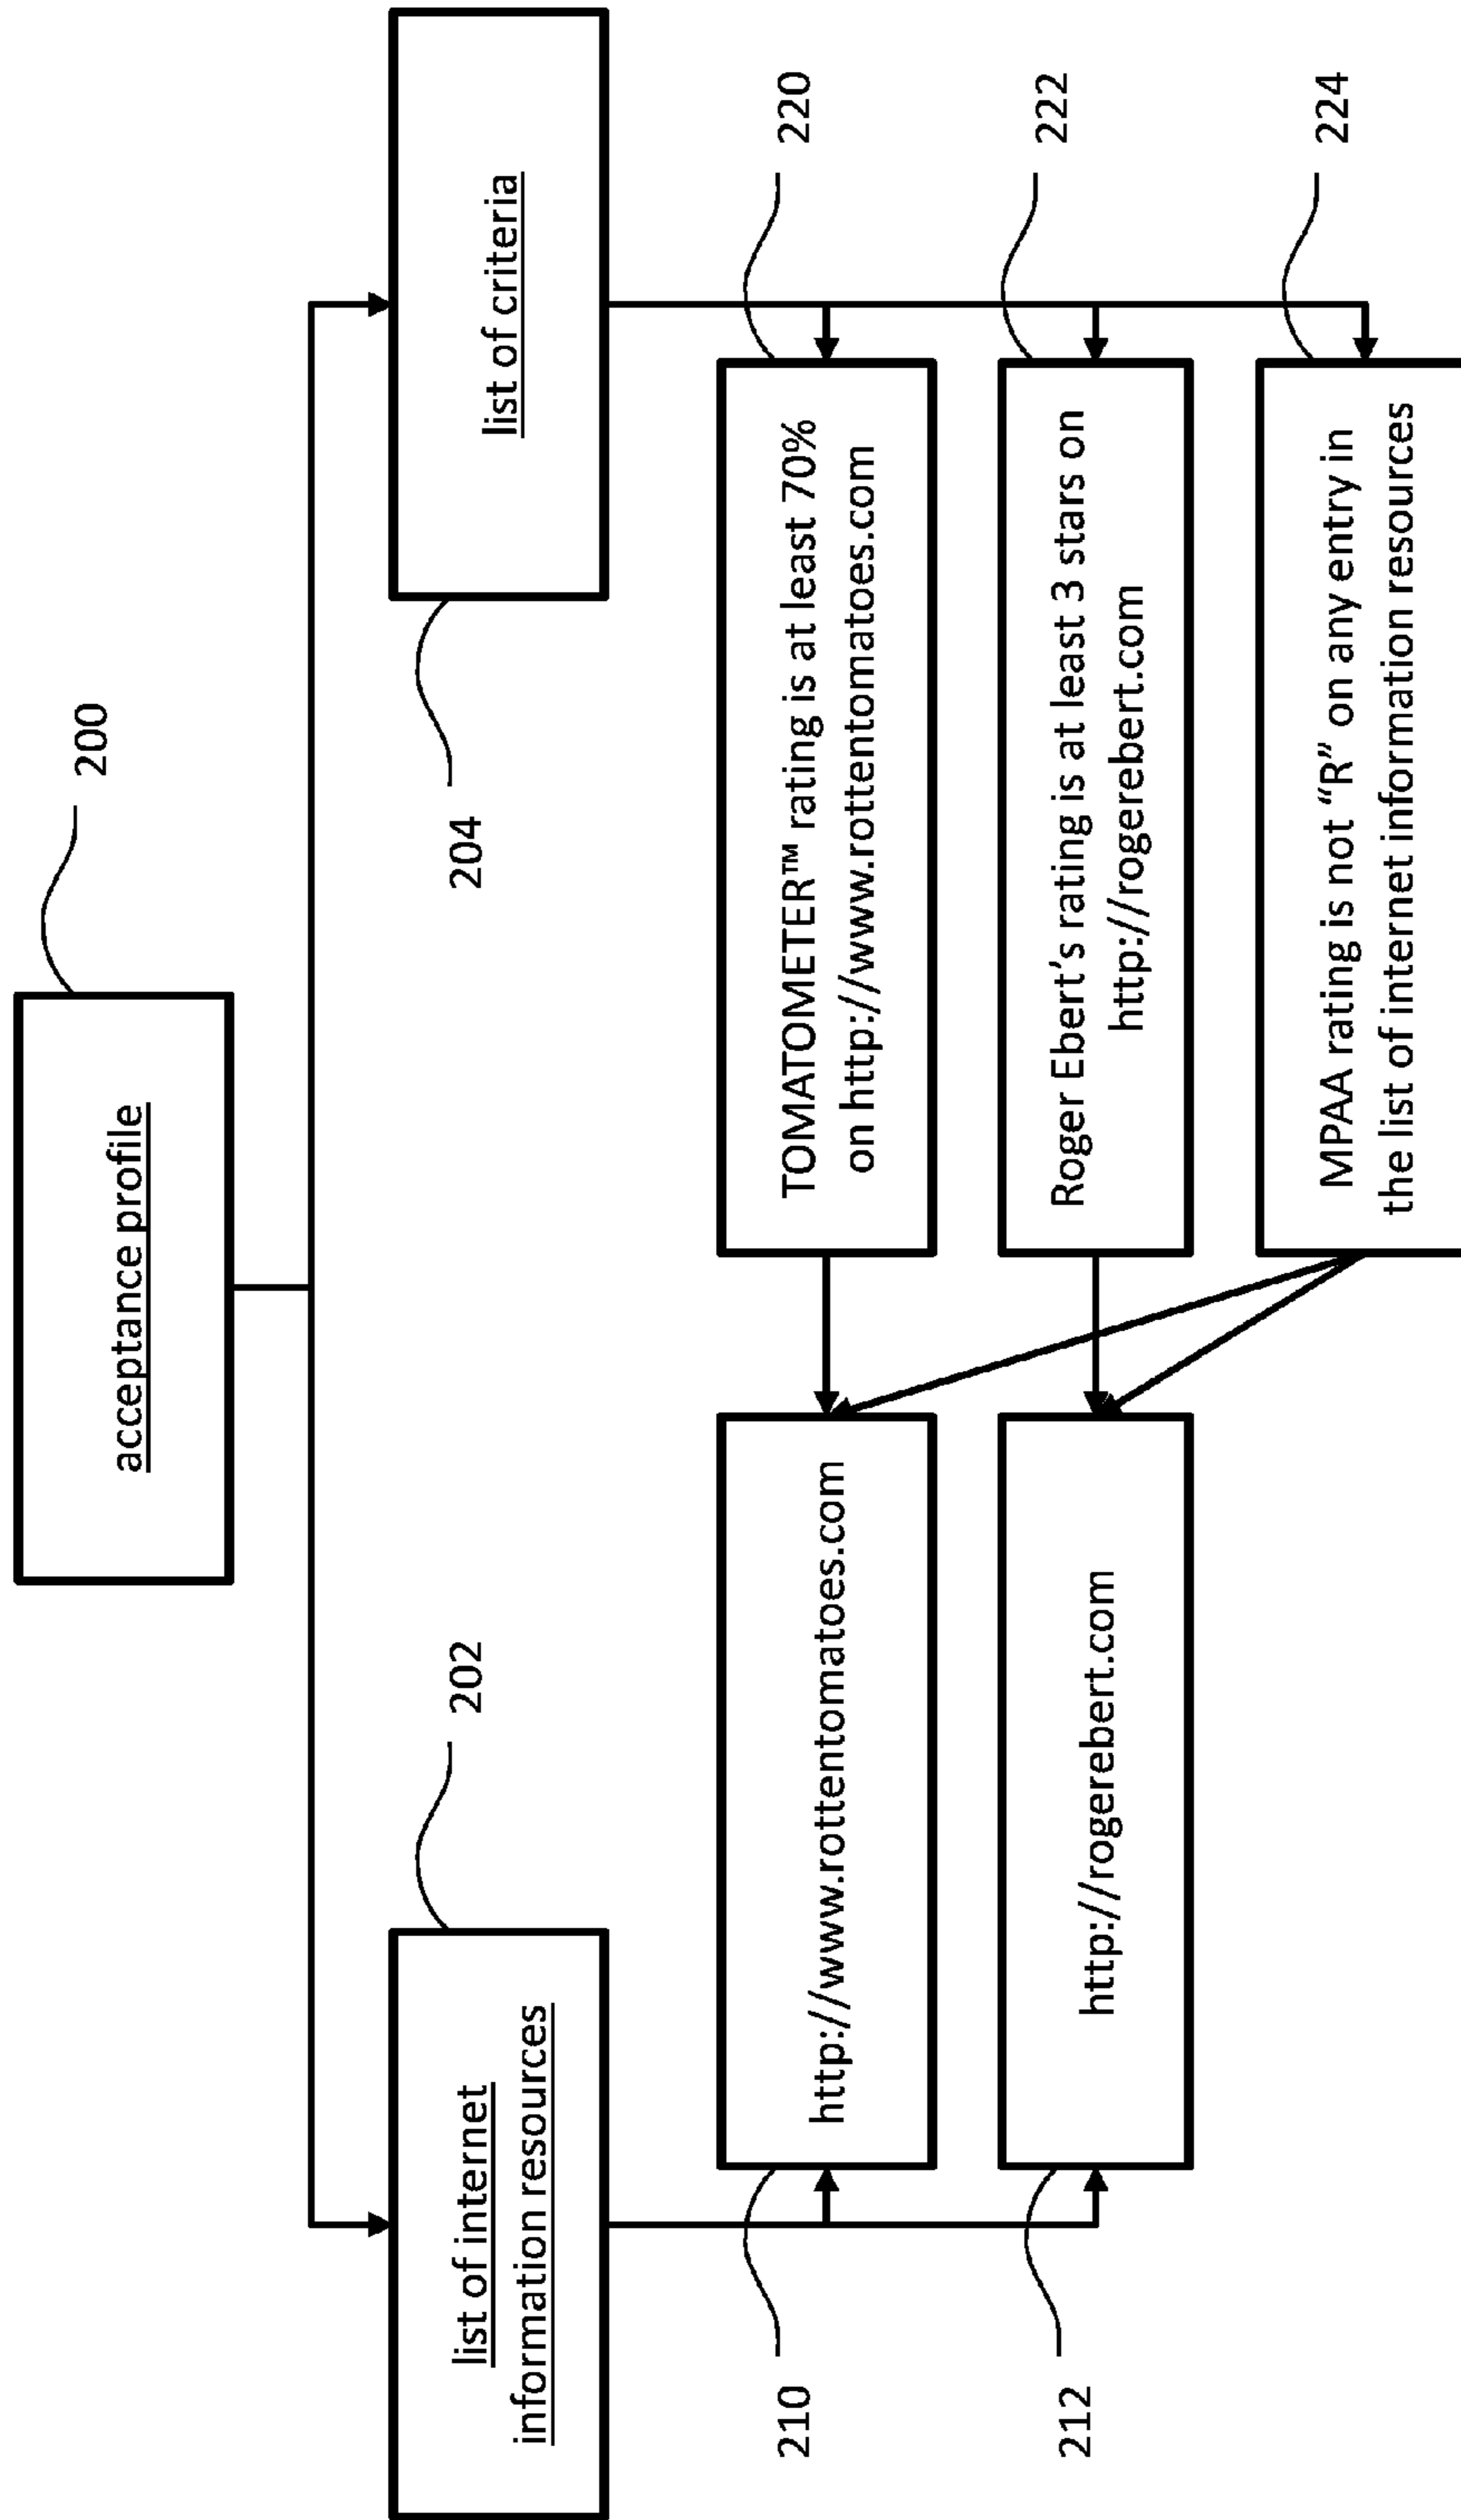 acceptance profile
200
list of internet
information resources
202
list of criteria
204
http://www.rottentomatoes.com
210
TOMATOMETER™ rating is at least 70%
on http://www.rottentomatoes.com
220
http://rogerebert.com
212
Roger Ebert’s rating is at least 3 stars on
http://rogerebert.com
222
MPAA rating is not “R” on any entry in
the list of internet information resources
224